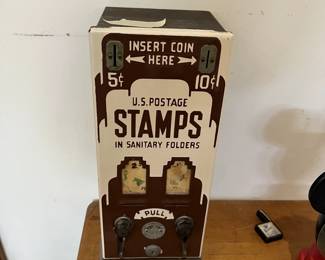 INSERT COIN
HERE
5¢ 10¢
U.S. POSTAGE
STAMPS
IN SANITARY FOLDERS
PULL